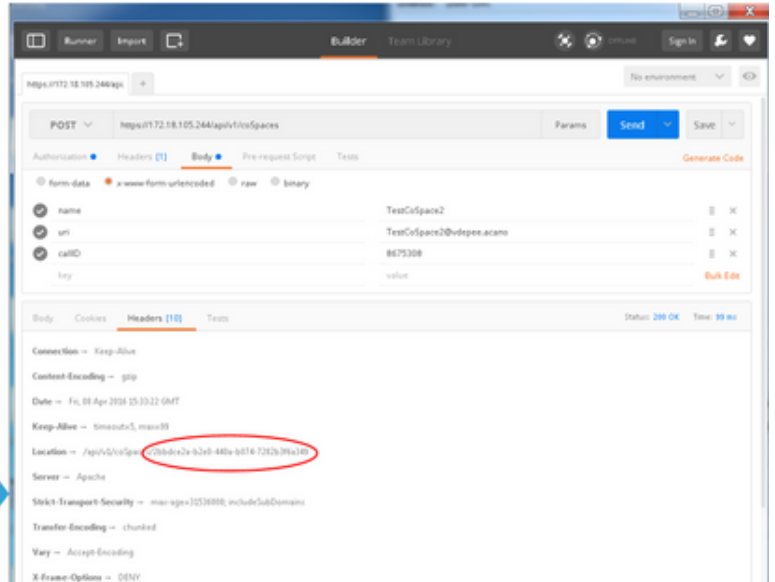 Runner Import Builder Team Library OFFLINE Sign In
https://172.18.105.244/api + No environment
POST https://172.18.105.244/api/v1/coSpaces Params Send Save
Authorization Headers (1) Body Pre-request Script Tests Generate Code
form-data x-www-form-urlencoded raw binary
name TestCoSpace2
uri TestCoSpace2@vdepee.acano
callID 8675308
key value Bulk Edit
Body Cookies Headers (10) Tests Status: 200 OK Time: 99 ms
Connection → Keep-Alive
Content-Encoding → gzip
Date → Fri, 08 Apr 2016 15:33:22 GMT
Keep-Alive → timeout=5, max=99
Location → /api/v1/coSpaces/
Server → Apache
Strict-Transport-Security → max-age=31536000; includeSubDomains
Transfer-Encoding → chunked
Vary → Accept-Encoding
X-Frame-Options → DENY